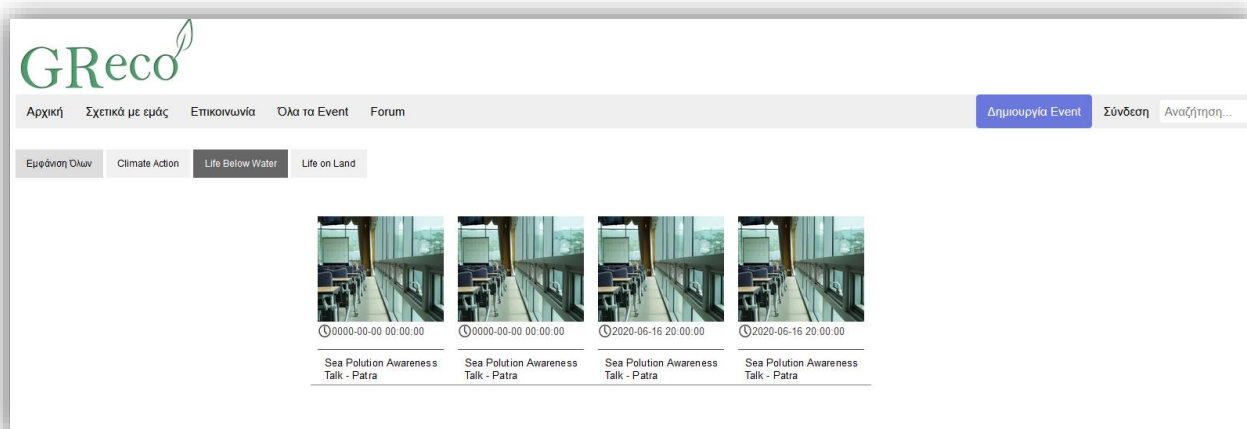 GReco
Αρχική Σχετικά με εμάς Επικοινωνία Όλα τα Event Forum Δημιουργία Event Σύνδεση Αναζήτηση...
Εμφάνιση Όλων Climate Action Life Below Water Life on Land
0000-00-00 00:00:00 0000-00-00 00:00:00 2020-06-16 20:00:00 2020-06-16 20:00:00
Sea Polution Awareness Sea Polution Awareness Sea Polution Awareness Sea Polution Awareness
Talk - Patra Talk - Patra Talk - Patra Talk - Patra